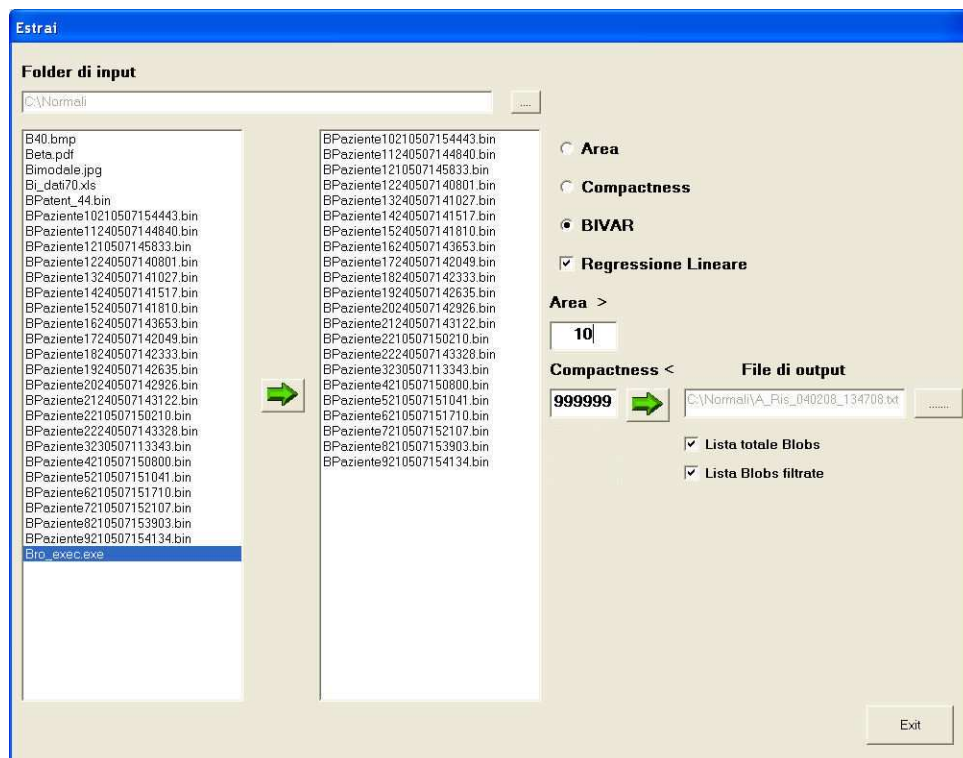 Estrai
Folder di input
C:\Normali
....
B40.bmp
Beta.pdf
Bimodale.jpg
Bi_dati70.xls
BPatent_44.bin
BPaziente10210507154443.bin
BPaziente11240507144840.bin
BPaziente1210507145833.bin
BPaziente12240507140801.bin
BPaziente13240507141027.bin
BPaziente14240507141517.bin
BPaziente15240507141810.bin
BPaziente16240507143653.bin
BPaziente17240507142049.bin
BPaziente18240507142333.bin
BPaziente19240507142635.bin
BPaziente20240507142926.bin
BPaziente21240507143122.bin
BPaziente2210507150210.bin
BPaziente22240507143328.bin
BPaziente3230507113343.bin
BPaziente4210507150800.bin
BPaziente5210507151041.bin
BPaziente6210507151710.bin
BPaziente7210507152107.bin
BPaziente8210507153903.bin
BPaziente9210507154134.bin
Bro_exec.exe
BPaziente10210507154443.bin
BPaziente11240507144840.bin
BPaziente1210507145833.bin
BPaziente12240507140801.bin
BPaziente13240507141027.bin
BPaziente14240507141517.bin
BPaziente15240507141810.bin
BPaziente16240507143653.bin
BPaziente17240507142049.bin
BPaziente18240507142333.bin
BPaziente19240507142635.bin
BPaziente20240507142926.bin
BPaziente21240507143122.bin
BPaziente2210507150210.bin
BPaziente22240507143328.bin
BPaziente3230507113343.bin
BPaziente4210507150800.bin
BPaziente5210507151041.bin
BPaziente6210507151710.bin
BPaziente7210507152107.bin
BPaziente8210507153903.bin
BPaziente9210507154134.bin
Area
Compactness
BIVAR
Regressione Lineare
Area >
10
Compactness < File di output
999999 C:\Normali\A_Ris_040208_134708.txt .......
Lista totale Blobs
Lista Blobs filtrate
Exit